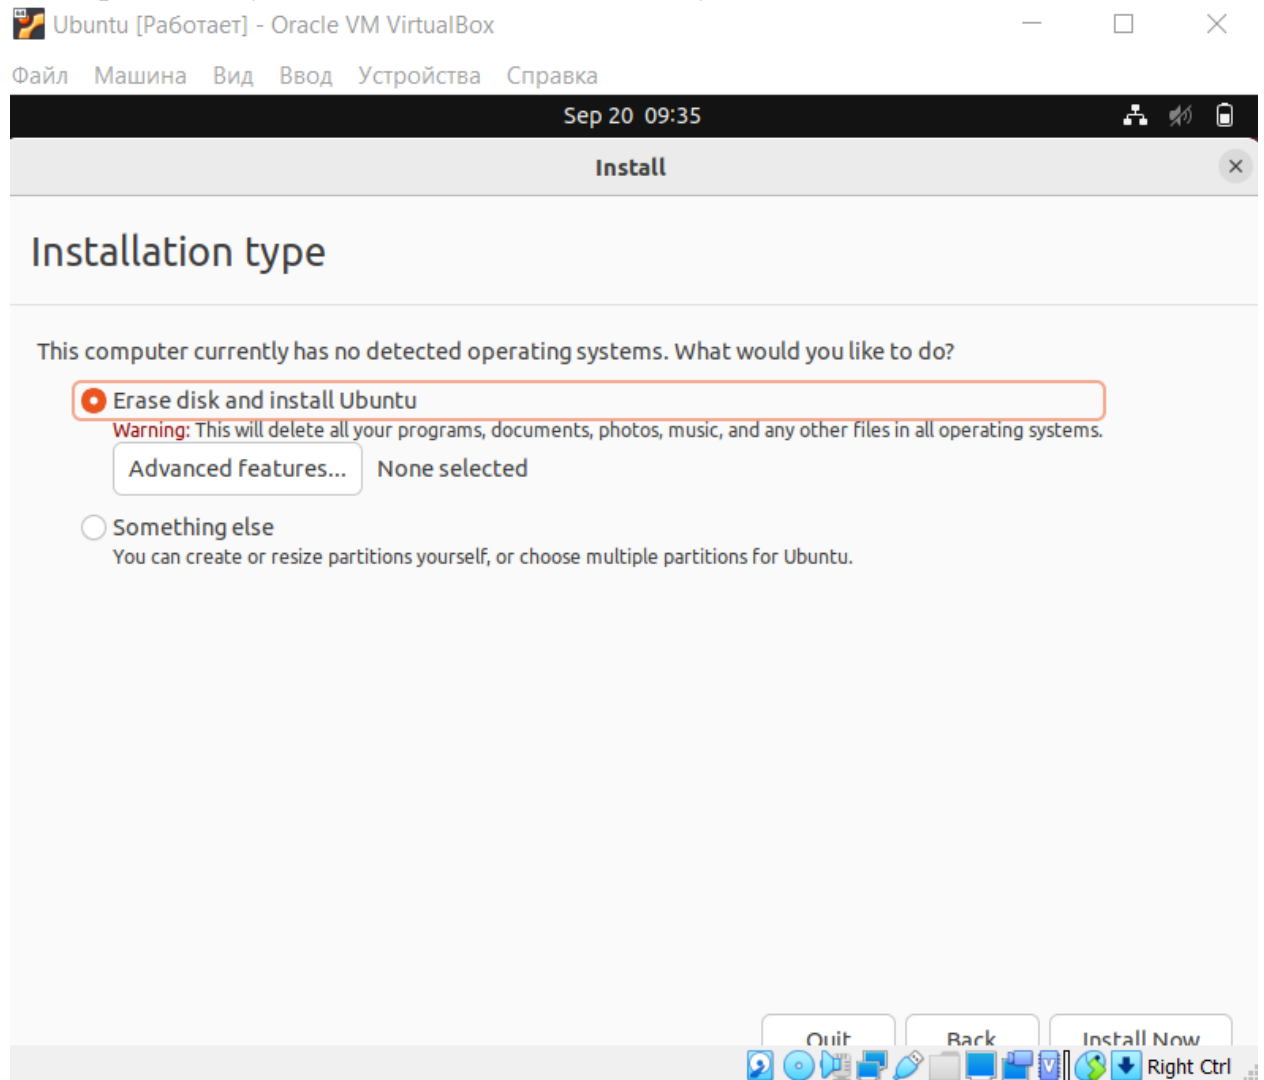 Ubuntu [Работает] - Oracle VM VirtualBox
Файл Машина Вид Ввод Устройства Справка
Sep 20 09:35
Install
Installation type
This computer currently has no detected operating systems. What would you like to do?
Erase disk and install Ubuntu
Warning: This will delete all your programs, documents, photos, music, and any other files in all operating systems.
Advanced features... None selected
Something else
You can create or resize partitions yourself, or choose multiple partitions for Ubuntu.
Quit Back Install Now
Right Ctrl